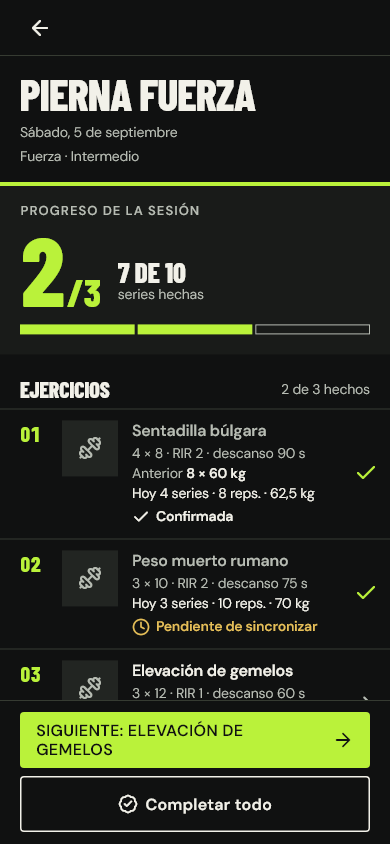 PIERNA FUERZA
Sábado, 5 de septiembre
Fuerza · Intermedio
PROGRESO DE LA SESIÓN
2/3
7 DE 10
series hechas
EJERCICIOS
2 de 3 hechos
01
Sentadilla búlgara
4 × 8 · RIR 2 · descanso 90 s
Anterior 8 × 60 kg
Hoy 4 series · 8 reps. · 62,5 kg
Confirmada
02
Peso muerto rumano
3 × 10 · RIR 2 · descanso 75 s
Hoy 3 series · 10 reps. · 70 kg
Pendiente de sincronizar
03
Elevación de gemelos
3 × 12 · RIR 1 · descanso 60 s
SIGUIENTE: ELEVACIÓN DE
GEMELOS
Completar todo